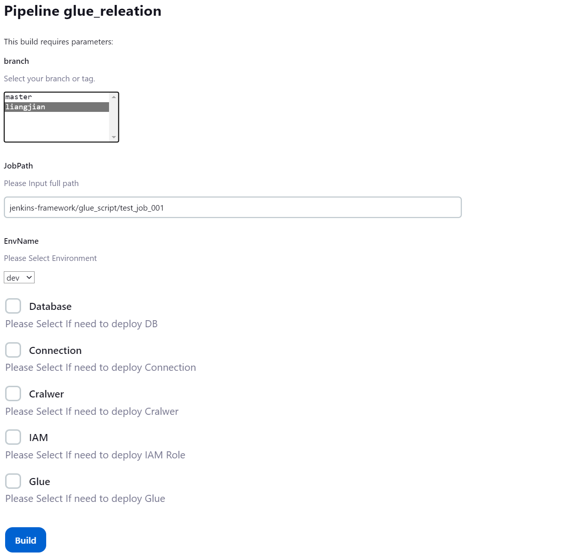 Pipeline glue_releation
This build requires parameters:
branch
Select your branch or tag.
master
liangjian
JobPath
Please Input full path
jenkins-framework/glue_script/test_job_001
EnvName
Please Select Environment
dev
Database
Please Select If need to deploy DB
Connection
Please Select If need to deploy Connection
Cralwer
Please Select If need to deploy Cralwer
IAM
Please Select If need to deploy IAM Role
Glue
Please Select If need to deploy Glue
Build